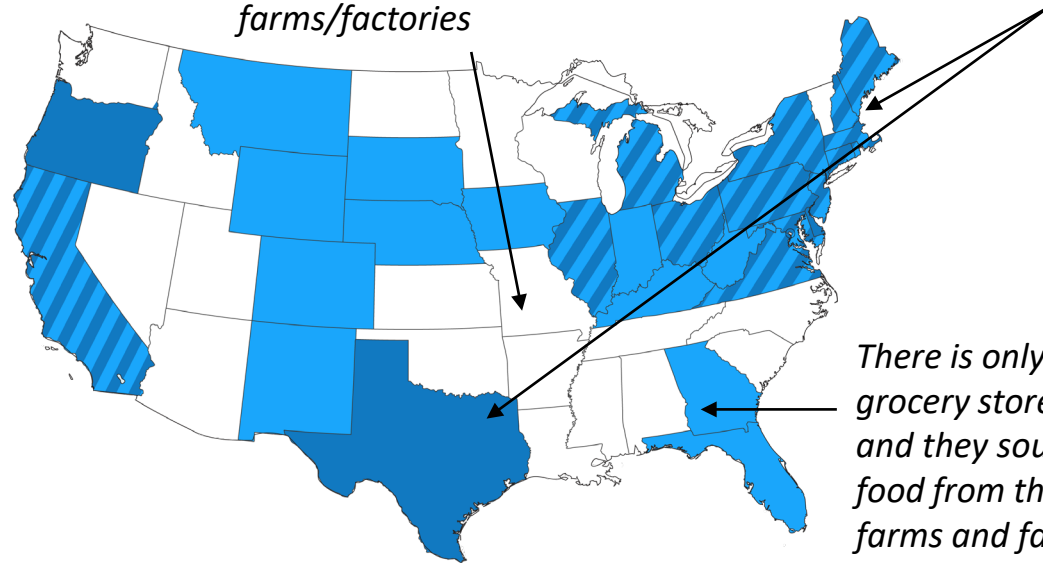 farms/factories
There is only
grocery store
and they sou
food from th
farms and fa